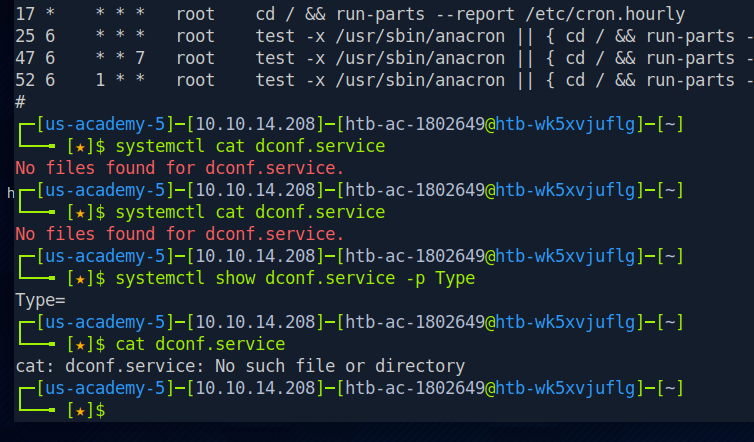 17 *    * * *   root    cd / && run-parts --report /etc/cron.hourly
25 6    * * *   root    test -x /usr/sbin/anacron || { cd / && run-parts -
47 6    * * 7   root    test -x /usr/sbin/anacron || { cd / && run-parts -
52 6    1 * *   root    test -x /usr/sbin/anacron || { cd / && run-parts -
#
┌─[us-academy-5]─[10.10.14.208]─[htb-ac-1802649@htb-wk5xvjuflg]─[~]
└──╼ [★]$ systemctl cat dconf.service
No files found for dconf.service.
h
┌─[us-academy-5]─[10.10.14.208]─[htb-ac-1802649@htb-wk5xvjuflg]─[~]
└──╼ [★]$ systemctl cat dconf.service
No files found for dconf.service.
┌─[us-academy-5]─[10.10.14.208]─[htb-ac-1802649@htb-wk5xvjuflg]─[~]
└──╼ [★]$ systemctl show dconf.service -p Type
Type=
┌─[us-academy-5]─[10.10.14.208]─[htb-ac-1802649@htb-wk5xvjuflg]─[~]
└──╼ [★]$ cat dconf.service
cat: dconf.service: No such file or directory
┌─[us-academy-5]─[10.10.14.208]─[htb-ac-1802649@htb-wk5xvjuflg]─[~]
└──╼ [★]$